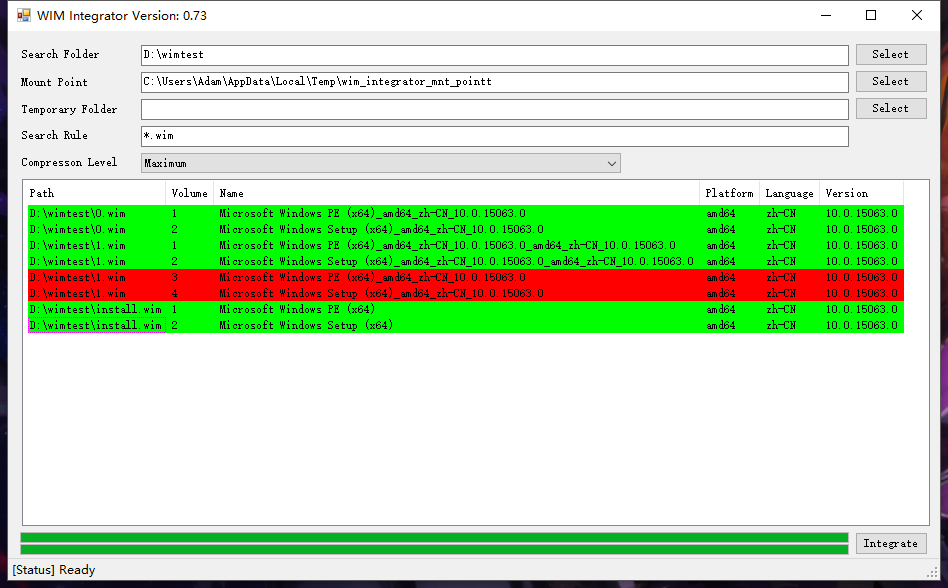 WIM Integrator Version: 0.73
Search Folder D:\wimtest Select
Mount Point C:\Users\Adam\AppData\Local\Temp\wim_integrator_mnt_pointt Select
Temporary Folder Select
Search Rule *.wim
Compresson Level Maximum
Path Volume Name Platform Language Version
D:\wimtest\0.wim 1 Microsoft Windows PE (x64)_amd64_zh-CN_10.0.15063.0 amd64 zh-CN 10.0.15063.0
D:\wimtest\0.wim 2 Microsoft Windows Setup (x64)_amd64_zh-CN_10.0.15063.0 amd64 zh-CN 10.0.15063.0
D:\wimtest\1.wim 1 Microsoft Windows PE (x64)_amd64_zh-CN_10.0.15063.0_amd64_zh-CN_10.0.15063.0 amd64 zh-CN 10.0.15063.0
D:\wimtest\1.wim 2 Microsoft Windows Setup (x64)_amd64_zh-CN_10.0.15063.0_amd64_zh-CN_10.0.15063.0 amd64 zh-CN 10.0.15063.0
D:\wimtest\1.wim 3 Microsoft Windows PE (x64)_amd64_zh-CN_10.0.15063.0 amd64 zh-CN 10.0.15063.0
D:\wimtest\1.wim 4 Microsoft Windows Setup (x64)_amd64_zh-CN_10.0.15063.0 amd64 zh-CN 10.0.15063.0
D:\wimtest\install.wim 1 Microsoft Windows PE (x64) amd64 zh-CN 10.0.15063.0
D:\wimtest\install.wim 2 Microsoft Windows Setup (x64) amd64 zh-CN 10.0.15063.0
Integrate
[Status] Ready